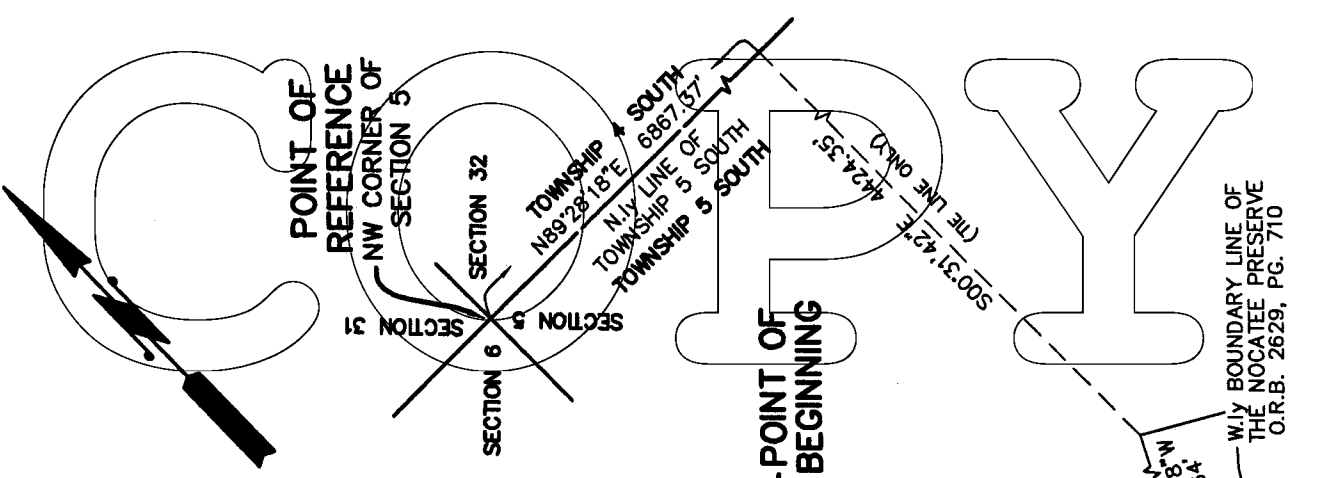 COPY
POINT OF
REFERENCE
NW CORNER OF
SECTION 5
SECTION 32
SECTION 31
SECTION 5
SECTION 6
TOWNSHIP 4 SOUTH
N89°28'18"E 6867.37'
N.ly LINE OF
TOWNSHIP 5 SOUTH
TOWNSHIP 5 SOUTH
4424.35'
S00°31'42"E
(TIE LINE ONLY)
POINT OF
BEGINNING
W.ly BOUNDARY LINE OF
THE NOCATEE PRESERVE
O.R.B. 2629, PG. 710